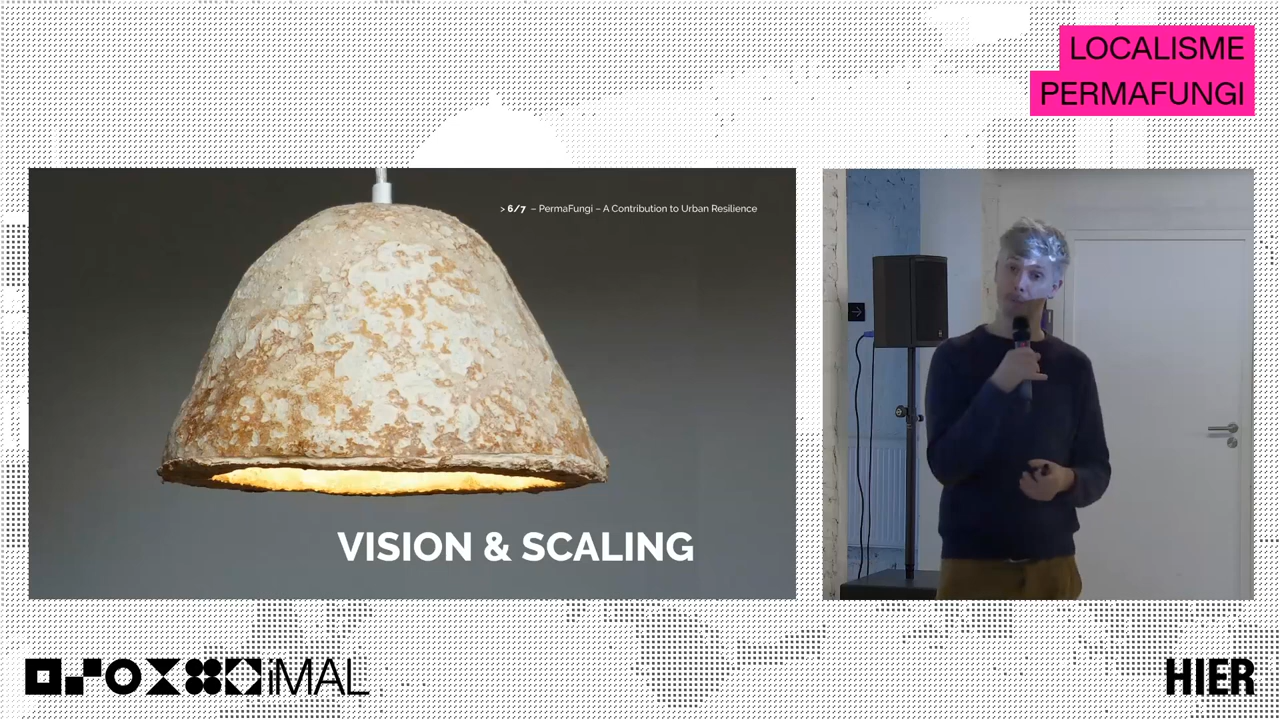 LOCALISME
PERMAFUNGI
> 6/7 – PermaFungi – A Contribution to Urban Resilience
VISION & SCALING
iMAL
HIER